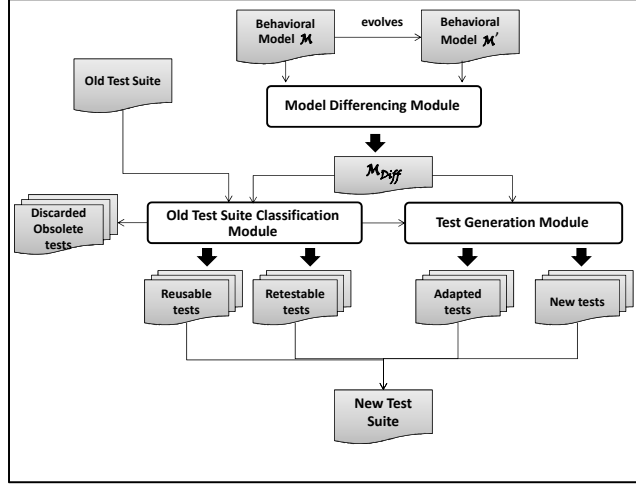 Behavioral
Model 𝓜
evolves
Behavioral
Model 𝓜′
Old Test Suite
Model Differencing Module
𝓜Diff
Discarded
Obsolete
tests
Old Test Suite Classification
Module
Test Generation Module
Reusable
tests
Retestable
tests
Adapted
tests
New tests
New Test
Suite